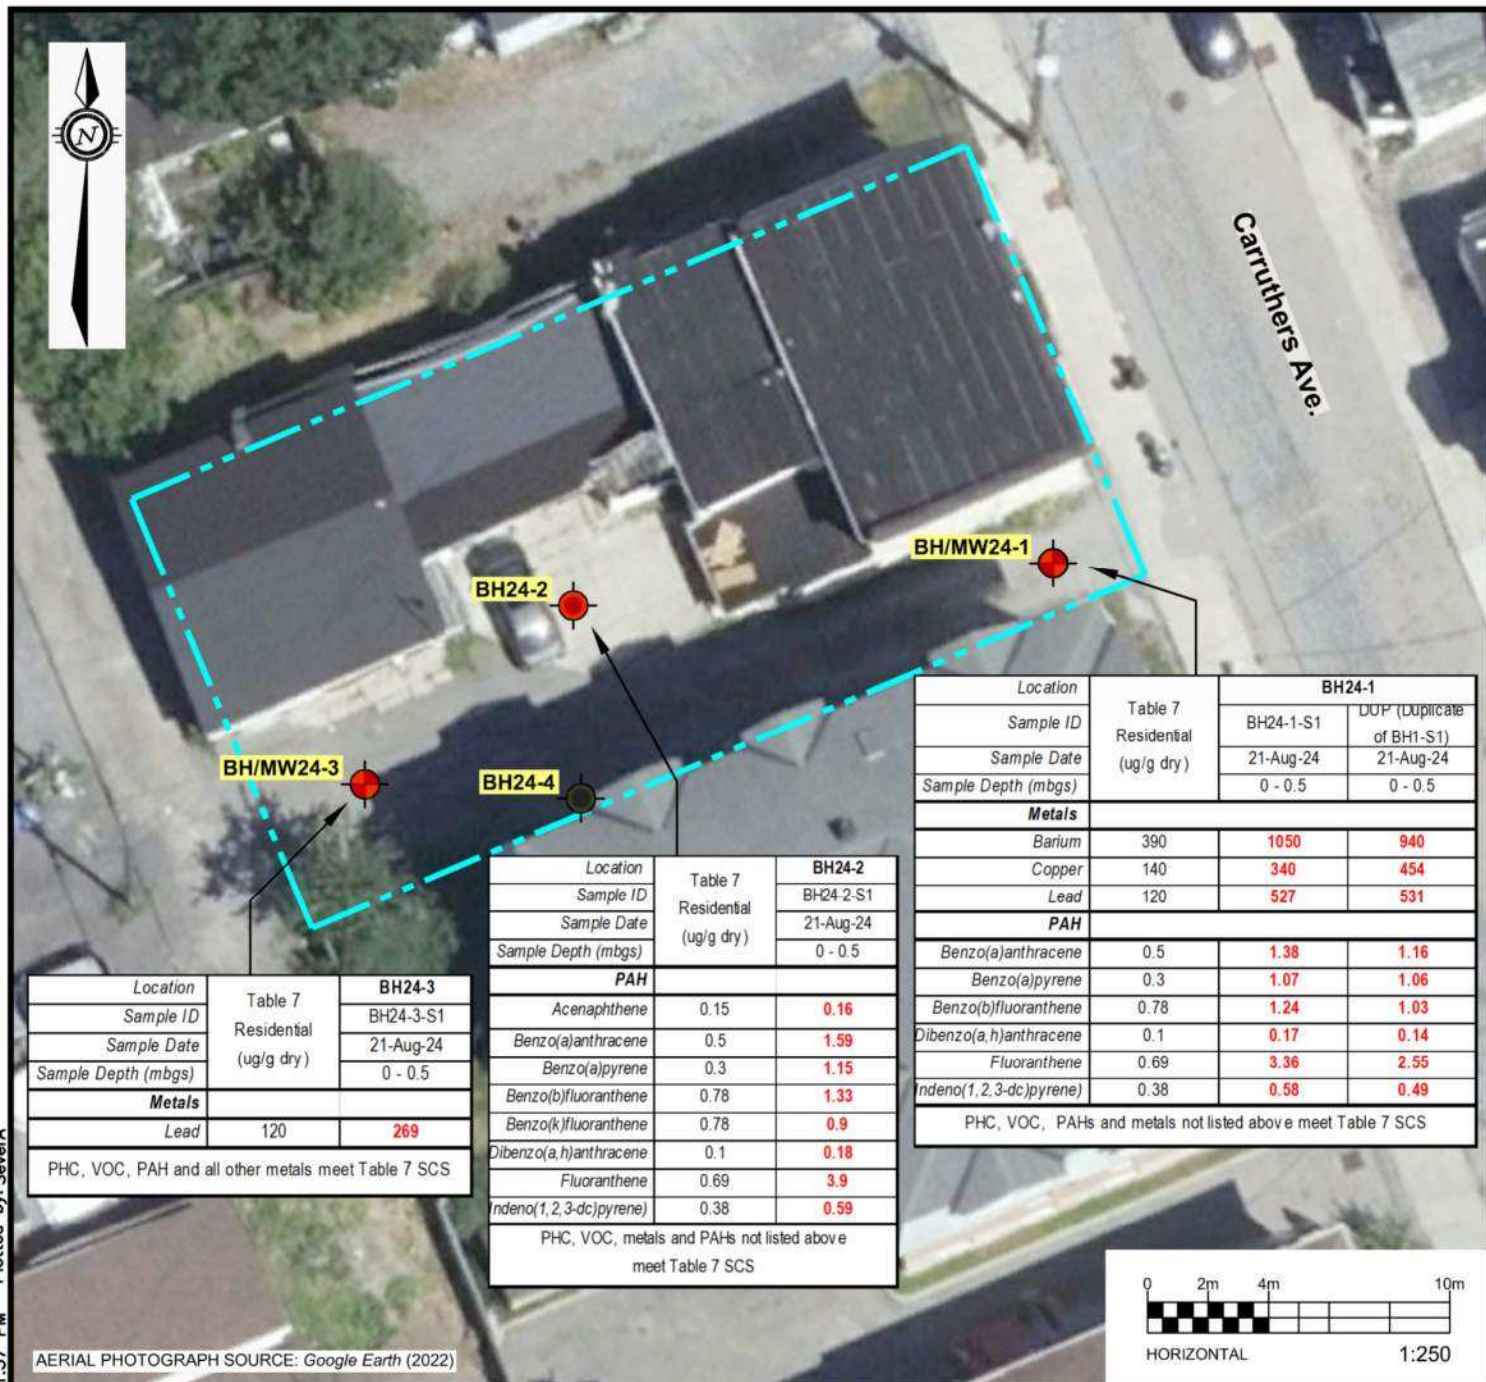 N
Carruthers Ave.
BH/MW24-1
BH24-2
BH/MW24-3
BH24-4
Location Table 7 Residential (ug/g dry) BH24-1
Sample ID BH24-1-S1 DUP (Duplicate of BH1-S1)
Sample Date 21-Aug-24 21-Aug-24
Sample Depth (mbgs) 0 - 0.5 0 - 0.5
Metals
Barium 390 1050 940
Copper 140 340 454
Lead 120 527 531
PAH
Benzo(a)anthracene 0.5 1.38 1.16
Benzo(a)pyrene 0.3 1.07 1.06
Benzo(b)fluoranthene 0.78 1.24 1.03
Dibenzo(a,h)anthracene 0.1 0.17 0.14
Fluoranthene 0.69 3.36 2.55
Indeno(1,2,3-dc)pyrene) 0.38 0.58 0.49
PHC, VOC, PAHs and metals not listed above meet Table 7 SCS
Location Table 7 Residential (ug/g dry) BH24-2
Sample ID BH24-2-S1
Sample Date 21-Aug-24
Sample Depth (mbgs) 0 - 0.5
PAH
Acenaphthene 0.15 0.16
Benzo(a)anthracene 0.5 1.59
Benzo(a)pyrene 0.3 1.15
Benzo(b)fluoranthene 0.78 1.33
Benzo(k)fluoranthene 0.78 0.9
Dibenzo(a,h)anthracene 0.1 0.18
Fluoranthene 0.69 3.9
Indeno(1,2,3-dc)pyrene) 0.38 0.59
PHC, VOC, metals and PAHs not listed above
meet Table 7 SCS
Location Table 7 Residential (ug/g dry) BH24-3
Sample ID BH24-3-S1
Sample Date 21-Aug-24
Sample Depth (mbgs) 0 - 0.5
Metals
Lead 120 269
PHC, VOC, PAH and all other metals meet Table 7 SCS
0 2m 4m 10m
HORIZONTAL 1:250
AERIAL PHOTOGRAPH SOURCE: Google Earth (2022)
PM